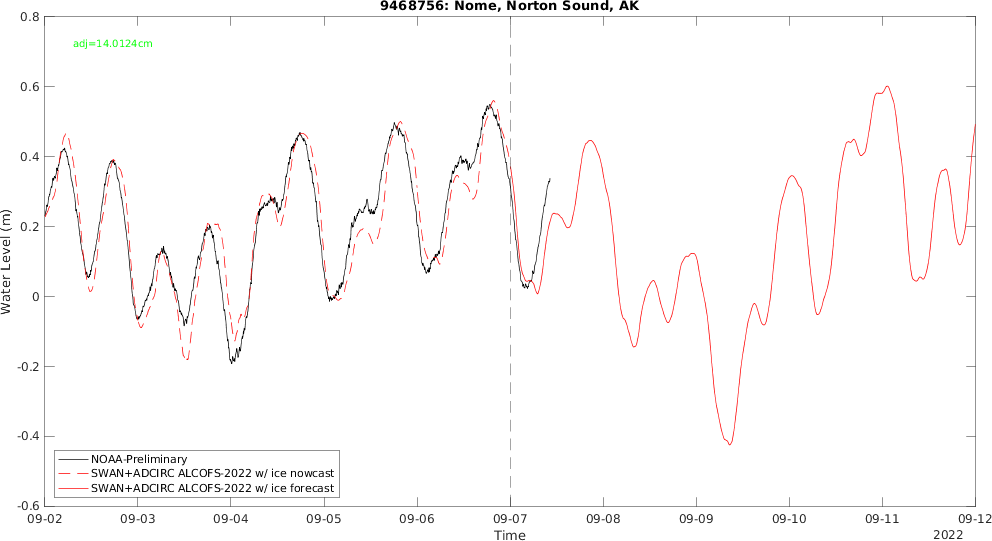 9468756: Nome, Norton Sound, AK
adj=14.0124cm
0.8
0.6
0.4
0.2
0
-0.2
-0.4
-0.6
Water Level (m)
NOAA-Preliminary
SWAN+ADCIRC ALCOFS-2022 w/ ice nowcast
SWAN+ADCIRC ALCOFS-2022 w/ ice forecast
09-02 09-03 09-04 09-05 09-06 09-07 09-08 09-09 09-10 09-11 09-12
Time
2022